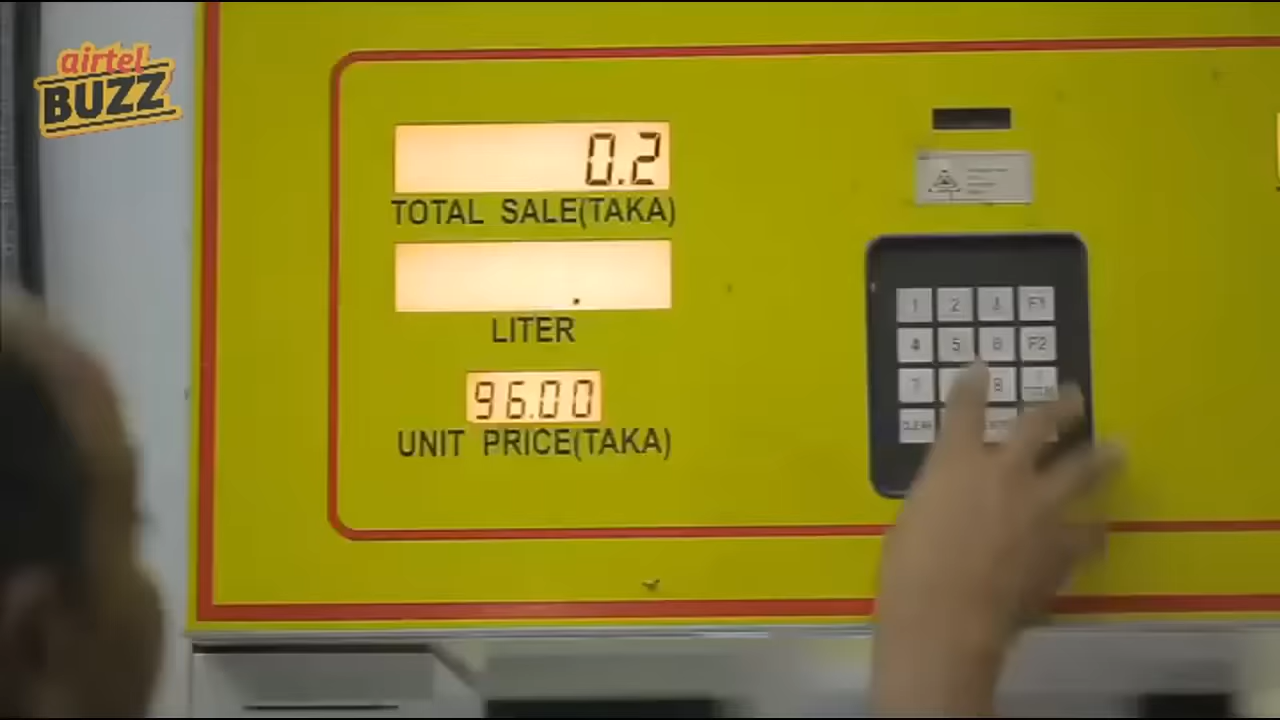 airtel
BUZZ
0.2
TOTAL SALE(TAKA)
.
LITER
96.00
UNIT PRICE(TAKA)
1 2 3 F1
4 5 6 F2
7 9
CLEAR